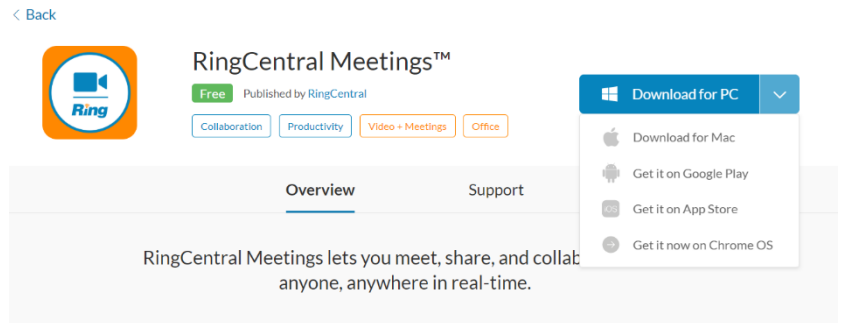 < Back
RingCentral Meetings™
Free Published by RingCentral
Collaboration Productivity Video + Meetings Office
Ring
Download for PC
Download for Mac
Get it on Google Play
iOS Get it on App Store
Get it now on Chrome OS
Overview Support
RingCentral Meetings lets you meet, share, and collab
anyone, anywhere in real-time.